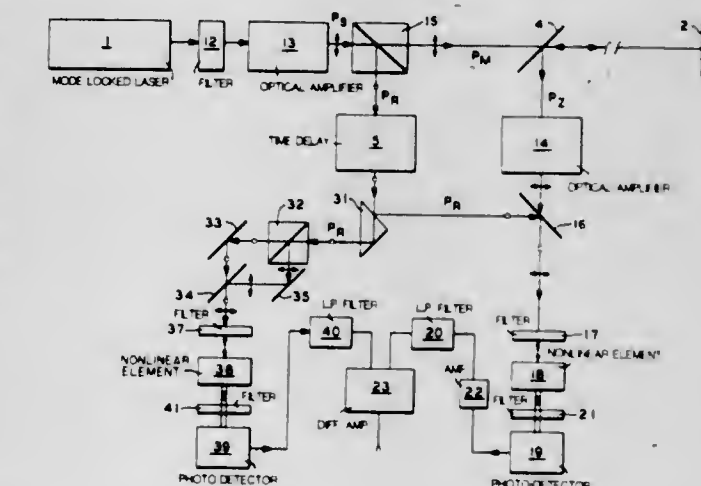 1
MODE LOCKED LASER
12
FILTER
13
OPTICAL AMPLIFIER
PS
15
PM
4
2
PR
PZ
TIME DELAY
5
14
OPTICAL AMPLIFIER
31
PR
16
33
32
PR
34
35
FILTER
37
L.P. FILTER
40
L.P. FILTER
20
FILTER
17
NONLINEAR
ELEMENT
38
NONLINEAR ELEMENT
18
23
AMP.
22
FILTER
41
FILTER
21
DIFF. AMP.
39
PHOTO DETECTOR
19
PHOTO-DETECTOR